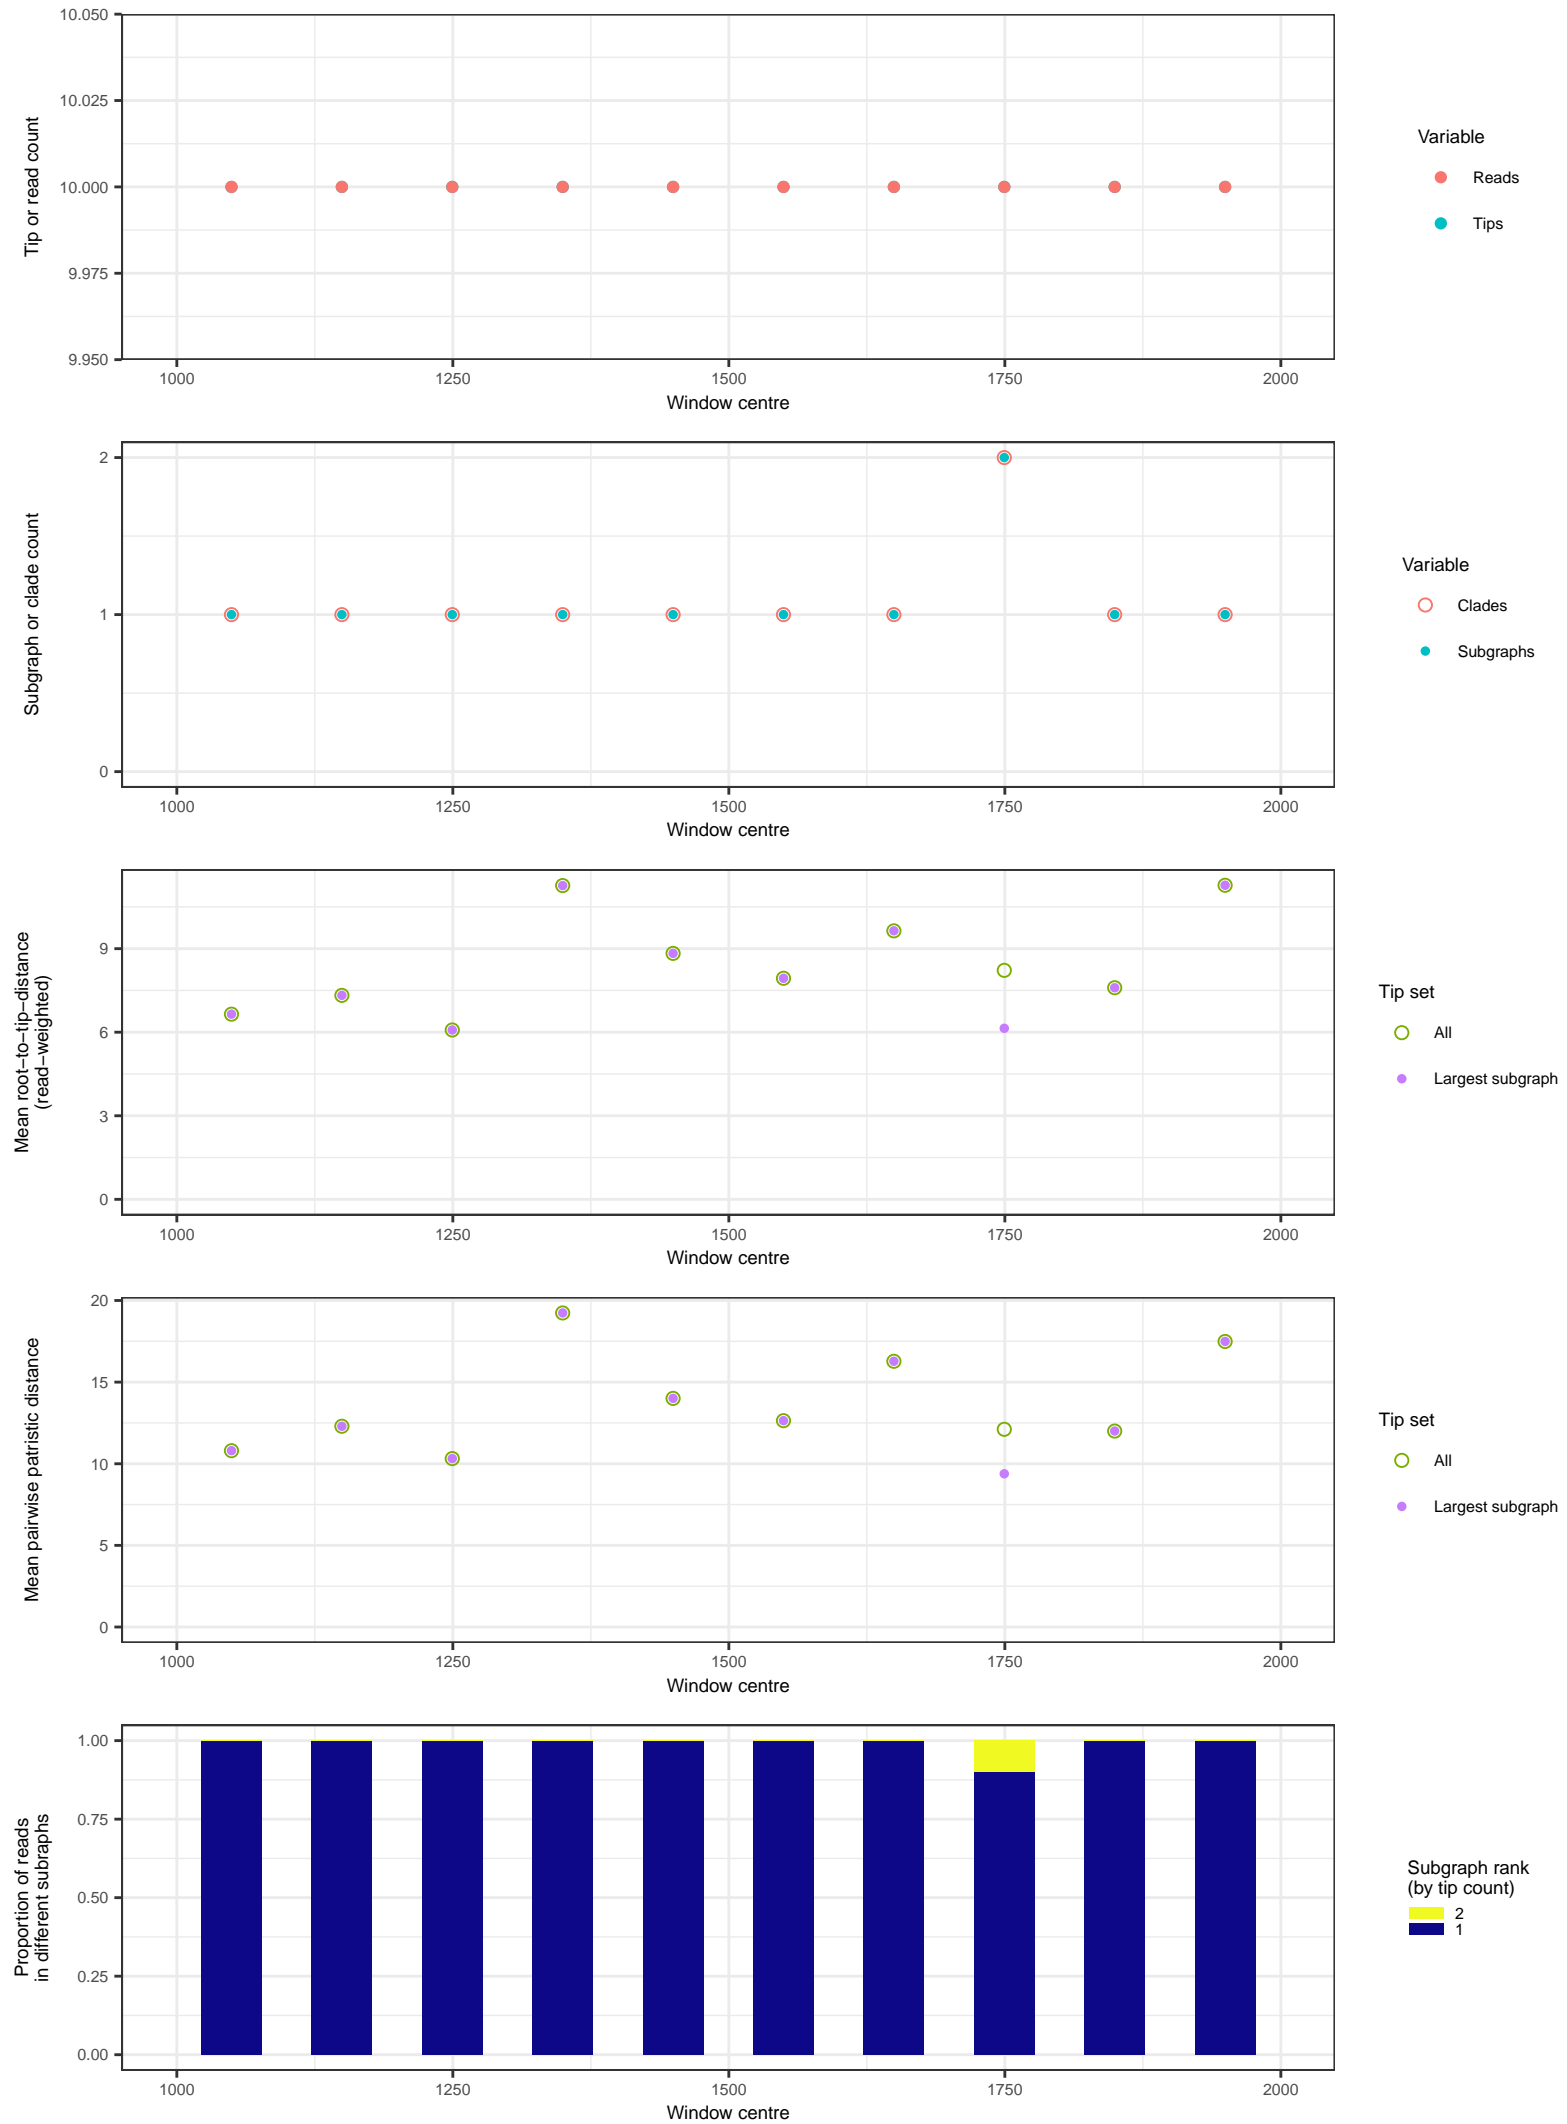 10.050
10.025
10.000
9.975
9.950
Tip or read count
1000 1250 1500 1750 2000
Window centre
Variable
Reads
Tips
2
1
0
Subgraph or clade count
1000 1250 1500 1750 2000
Window centre
Variable
Clades
Subgraphs
9
6
3
0
Mean root−to−tip−distance
(read−weighted)
1000 1250 1500 1750 2000
Window centre
Tip set
All
Largest subgraph
20
15
10
5
0
Mean pairwise patristic distance
1000 1250 1500 1750 2000
Window centre
Tip set
All
Largest subgraph
1.00
0.75
0.50
0.25
0.00
Proportion of reads
in different subraphs
1000 1250 1500 1750 2000
Window centre
Subgraph rank
(by tip count)
2
1